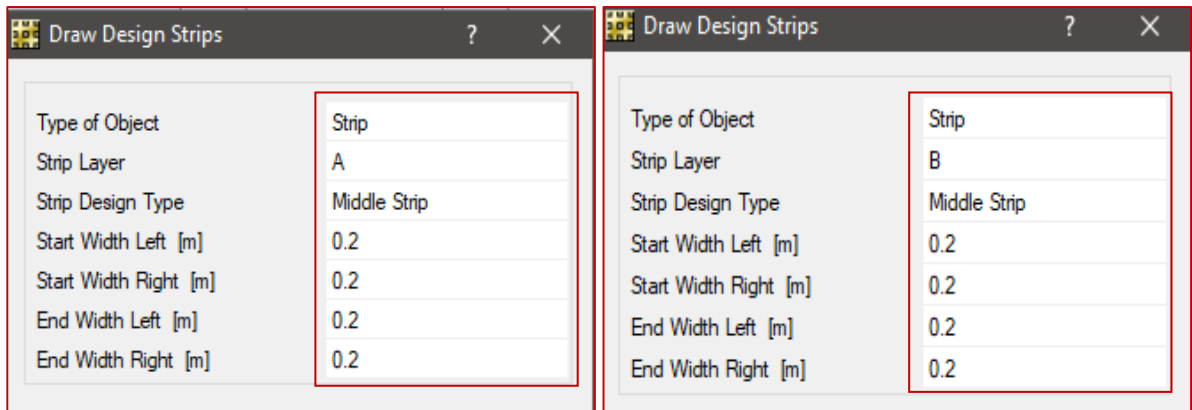 Draw Design Strips ? ×
Type of Object Strip
Strip Layer A
Strip Design Type Middle Strip
Start Width Left [m] 0.2
Start Width Right [m] 0.2
End Width Left [m] 0.2
End Width Right [m] 0.2
Draw Design Strips ? ×
Type of Object Strip
Strip Layer B
Strip Design Type Middle Strip
Start Width Left [m] 0.2
Start Width Right [m] 0.2
End Width Left [m] 0.2
End Width Right [m] 0.2